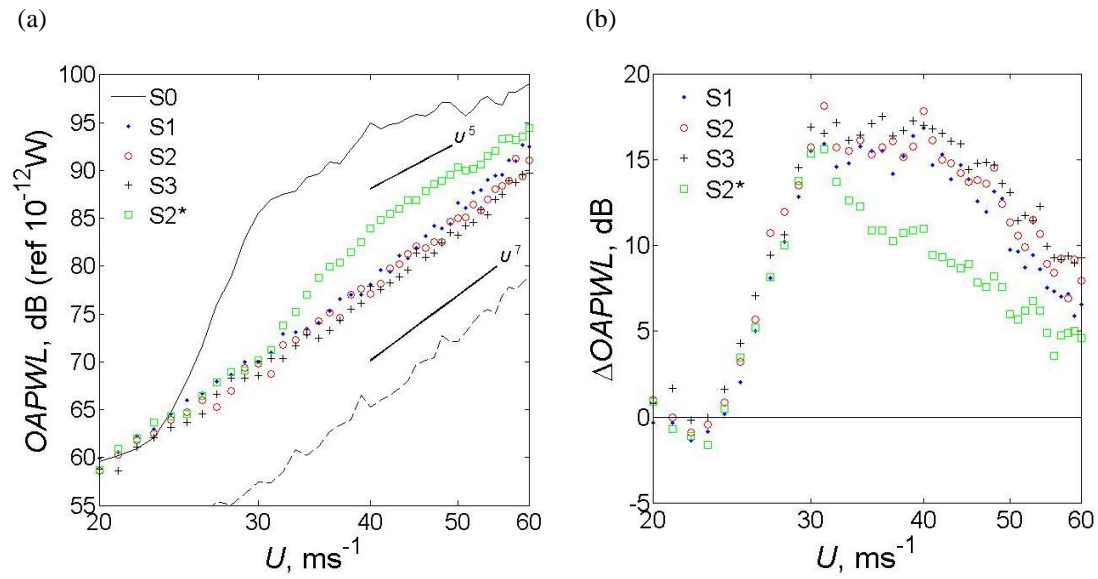 (a)
100
95
90
85
80
75
70
65
60
55
20
30
40
50
60
OAPWL, dB (ref 10⁻¹²W)
U, ms⁻¹
S0
S1
S2
S3
S2*
U⁵
U⁷
(b)
20
15
10
5
0
-5
20
30
40
50
60
ΔOAPWL, dB
U, ms⁻¹
S1
S2
S3
S2*